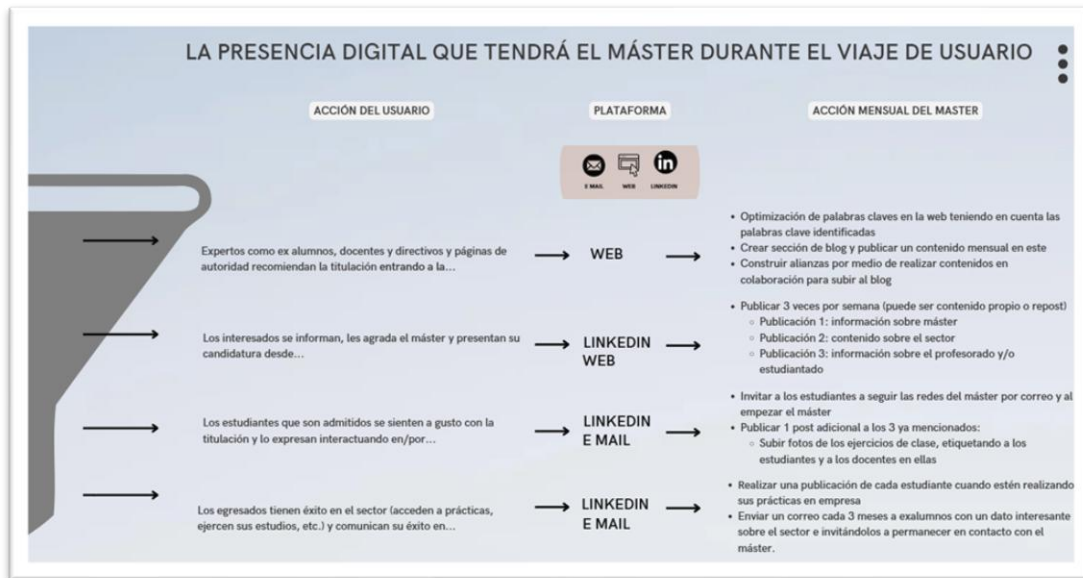 LA PRESENCIA DIGITAL QUE TENDRÁ EL MÁSTER DURANTE EL VIAJE DE USUARIO
ACCIÓN DEL USUARIO
PLATAFORMA
ACCIÓN MENSUAL DEL MASTER
E MAIL
WEB
LINKEDIN
Expertos como ex alumnos, docentes y directivos y páginas de
autoridad recomiendan la titulación entrando a la...
WEB
• Optimización de palabras claves en la web teniendo en cuenta las
palabras clave identificadas
• Crear sección de blog y publicar un contenido mensual en este
• Construir alianzas por medio de realizar contenidos en
colaboración para subir al blog
Los interesados se informan, les agrada el máster y presentan su
candidatura desde...
LINKEDIN
WEB
• Publicar 3 veces por semana (puede ser contenido propio o repost)
○ Publicación 1: información sobre máster
○ Publicación 2: contenido sobre el sector
○ Publicación 3: información sobre el profesorado y/o
estudiantado
Los estudiantes que son admitidos se sienten a gusto con la
titulación y lo expresan interactuando en/por...
LINKEDIN
E MAIL
• Invitar a los estudiantes a seguir las redes del máster por correo y al
empezar el máster
• Publicar 1 post adicional a los 3 ya mencionados:
○ Subir fotos de los ejercicios de clase, etiquetando a los
estudiantes y a los docentes en ellas
Los egresados tienen éxito en el sector (acceden a prácticas,
ejercen sus estudios, etc.) y comunican su éxito en...
LINKEDIN
E MAIL
• Realizar una publicación de cada estudiante cuando estén realizando
sus prácticas en empresa
• Enviar un correo cada 3 meses a exalumnos con un dato interesante
sobre el sector e invitándolos a permanecer en contacto con el
máster.